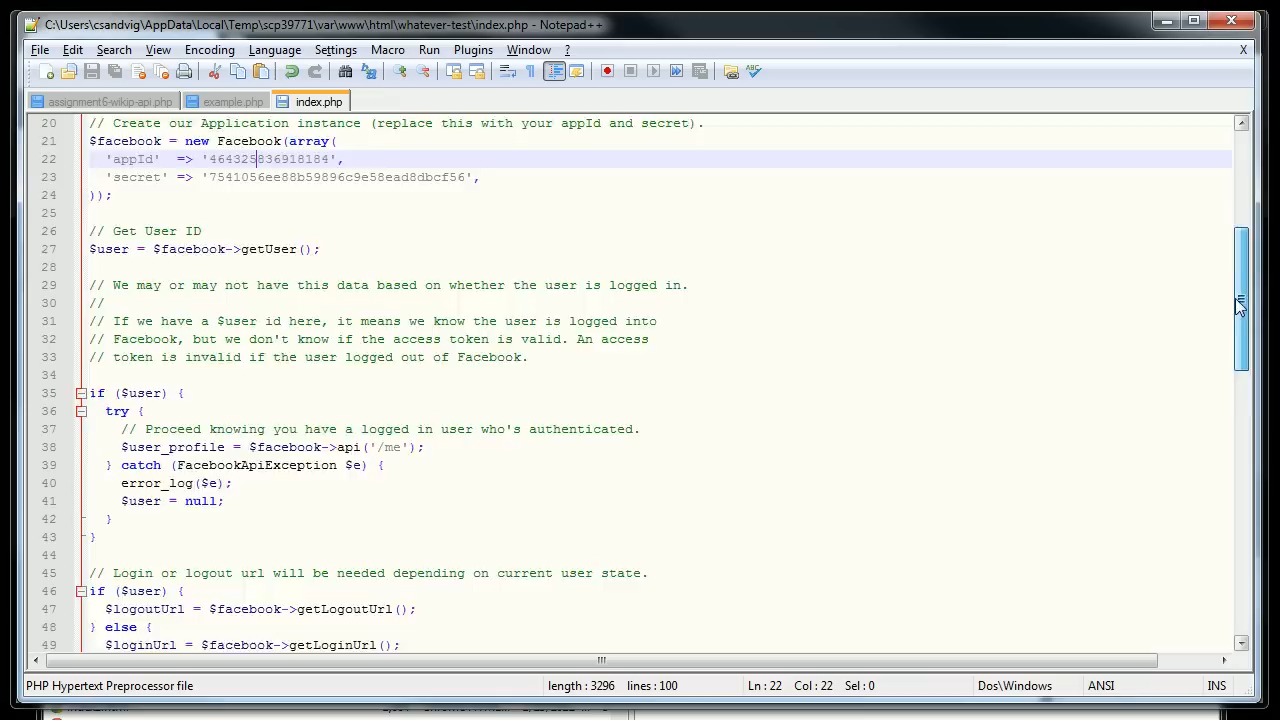 C:\Users\csandvig\AppData\Local\Temp\scp39771\var\www\html\whatever-test\index.php - Notepad++
File Edit Search View Encoding Language Settings Macro Run Plugins Window ? X
assignment6-wikip-api.php example.php index.php
20 // Create our Application instance (replace this with your appId and secret).
21 $facebook = new Facebook(array(
22 'appId' => '464325836918184',
23 'secret' => '7541056ee88b59896c9e58ead8dbcf56',
24 ));
25
26 // Get User ID
27 $user = $facebook->getUser();
28
29 // We may or may not have this data based on whether the user is logged in.
30 //
31 // If we have a $user id here, it means we know the user is logged into
32 // Facebook, but we don't know if the access token is valid. An access
33 // token is invalid if the user logged out of Facebook.
34
35 if ($user) {
36 try {
37 // Proceed knowing you have a logged in user who's authenticated.
38 $user_profile = $facebook->api('/me');
39 } catch (FacebookApiException $e) {
40 error_log($e);
41 $user = null;
42 }
43 }
44
45 // Login or logout url will be needed depending on current user state.
46 if ($user) {
47 $logoutUrl = $facebook->getLogoutUrl();
48 } else {
49 $loginUrl = $facebook->getLoginUrl();
PHP Hypertext Preprocessor file length : 3296 lines : 100 Ln : 22 Col : 22 Sel : 0 Dos\Windows ANSI INS